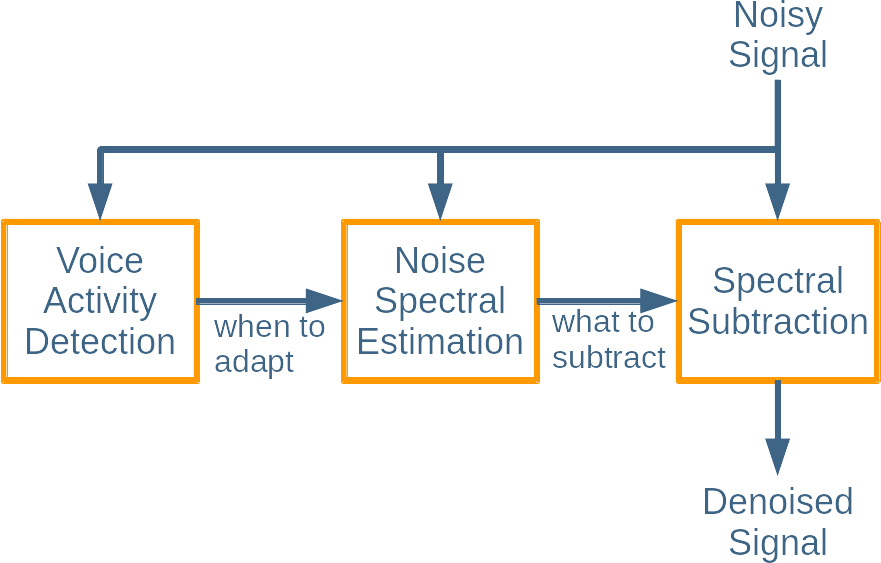 Noisy
Signal
Voice
Activity
Detection
when to
adapt
Noise
Spectral
Estimation
what to
subtract
Spectral
Subtraction
Denoised
Signal